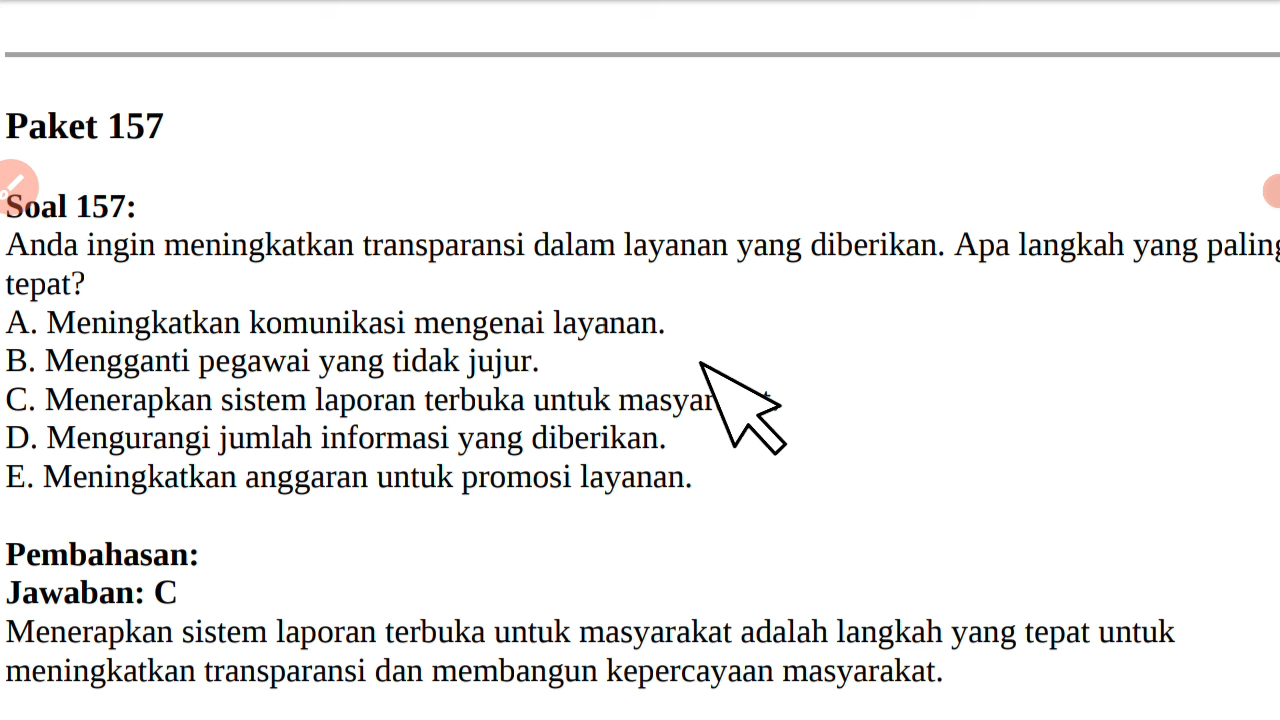 Paket 157
Soal 157:
Anda ingin meningkatkan transparansi dalam layanan yang diberikan. Apa langkah yang paling
tepat?
A. Meningkatkan komunikasi mengenai layanan.
B. Mengganti pegawai yang tidak jujur.
C. Menerapkan sistem laporan terbuka untuk
D. Mengurangi jumlah informasi yang diberikan.
E. Meningkatkan anggaran untuk promosi layanan.
Pembahasan:
Jawaban: C
Menerapkan sistem laporan terbuka untuk masyarakat adalah langkah yang tepat untuk
meningkatkan transparansi dan membangun kepercayaan masyarakat.